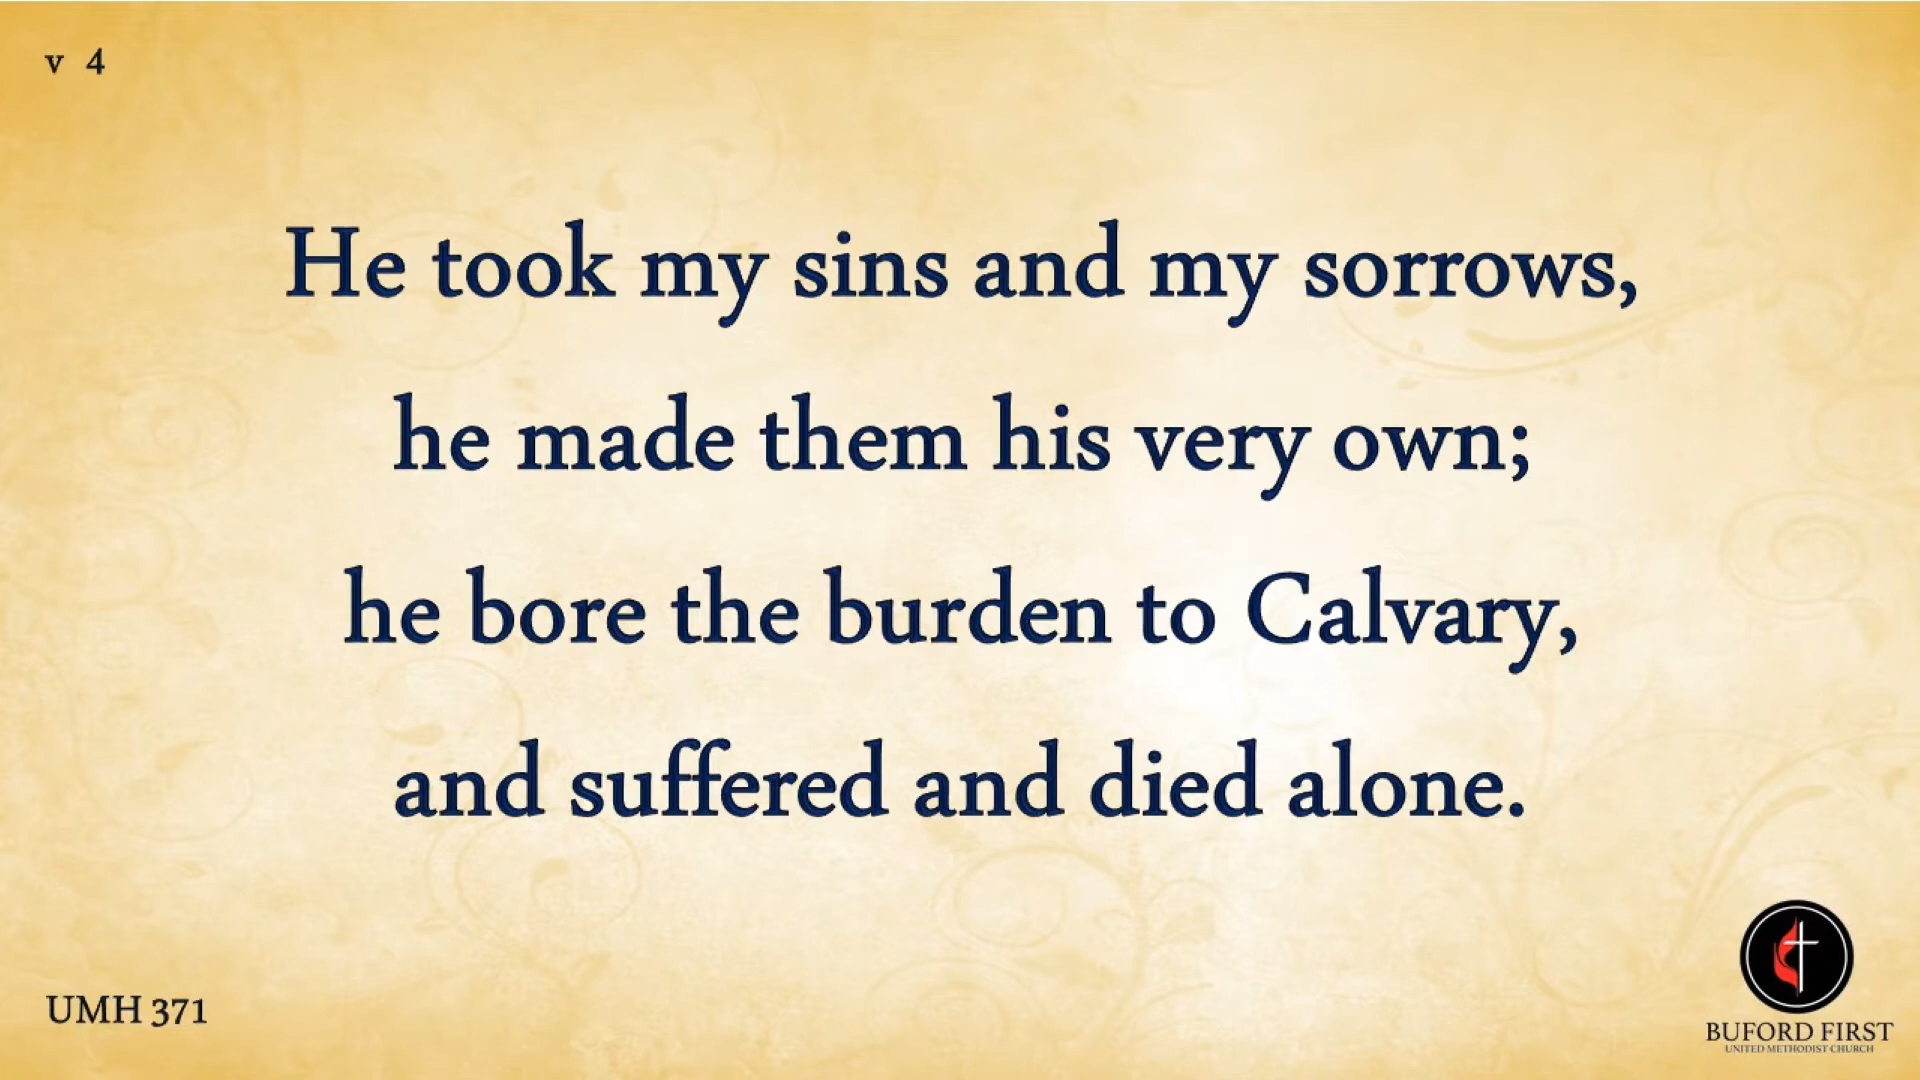 v 4
He took my sins and my sorrows,
he made them his very own;
he bore the burden to Calvary,
and suffered and died alone.
UMH 371
BUFORD FIRST
UNITED METHODIST CHURCH